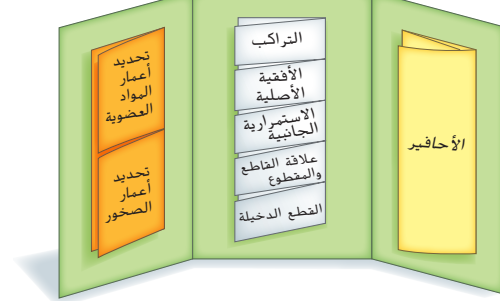 الأحافير
التراكب
الأفقية
الأصلية
الاستمرارية
الجانبية
علاقة القاطع
والمقطوع
القطع الدخيلة
تحديد
أعمار
المواد
العضوية
تحديد
أعمار
الصخور